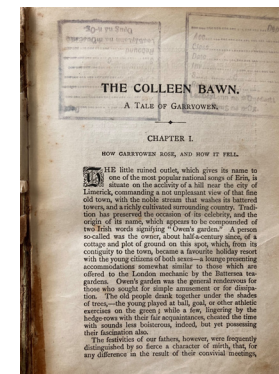 THE COLLEEN BAWN.
A TALE OF GARRYOWEN.
CHAPTER I.
HOW GARRYOWEN ROSE, AND HOW IT FELL.
THE little ruined outlet, which gives its name to
one of the most popular national songs of Erin, is
situate on the acclivity of a hill near the city of
Limerick, commanding a not unpleasant view of that fine
old town, with the noble stream that washes its battered
towers, and a richly cultivated surrounding country. Tradi-
tion has preserved the occasion of its celebrity, and the
origin of its name, which appears to be compounded of
two Irish words signifying "Owen's garden." A person
so-called was the owner, about half-a-century since, of a
cottage and plot of ground on this spot, which, from its
contiguity to the town, became a favourite holiday resort
with the young citizens of both sexes—a lounge presenting
accommodations somewhat similar to those which are
offered to the London mechanic by the Battersea tea-
gardens. Owen's garden was the general rendezvous for
those who sought for simple amusement or for dissipa-
tion. The old people drank together under the shades
of trees,—the young played at ball, goal, or other athletic
exercises on the green; while a few, lingering by the
hedge-rows with their fair acquaintances, cheated the time
with sounds less boisterous, indeed, but yet possessing
their fascination also.
The festivities of our fathers, however, were frequently
distinguished by so fierce a character of mirth, that, for
any difference in the result of their convivial meetings,